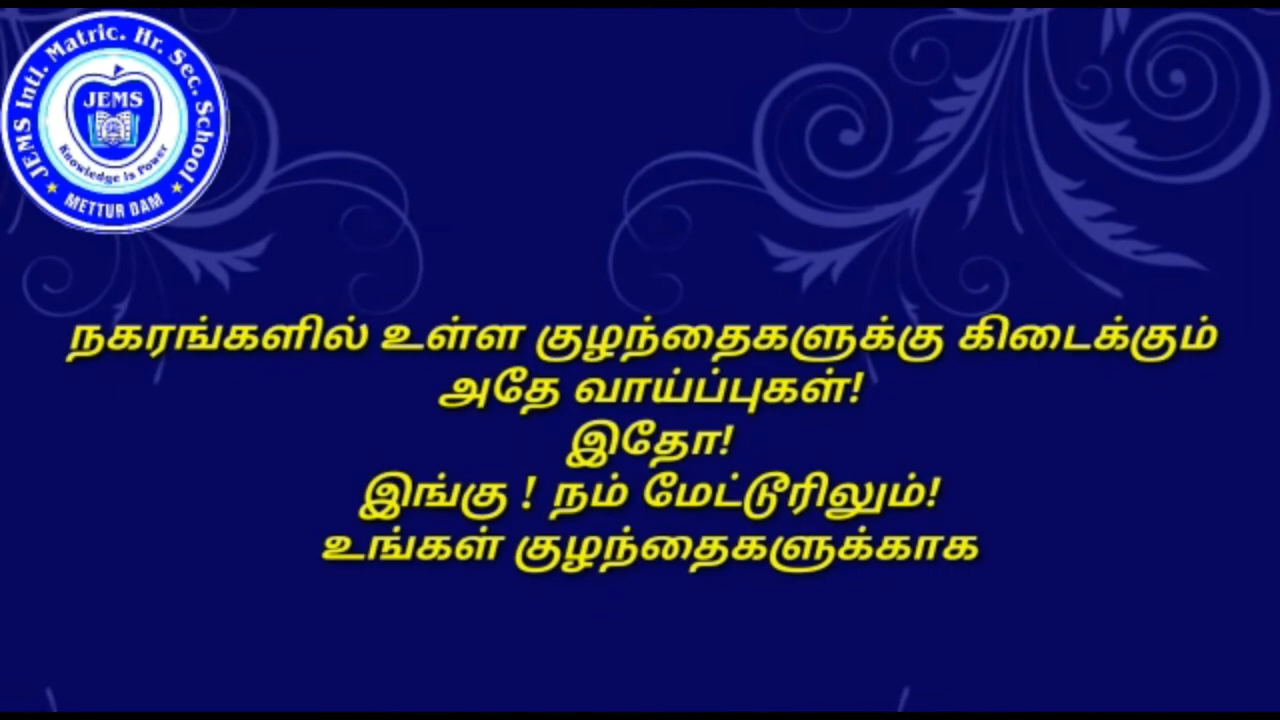 JEMS Intl. Matric. Hr. Sec. School
JEMS
Knowledge is Power
METTUR DAM
நகரங்களில் உள்ள குழந்தைகளுக்கு கிடைக்கும்
அதே வாய்ப்புகள்!
இதோ!
இங்கு ! நம் மேட்டூரிலும்!
உங்கள் குழந்தைகளுக்காக